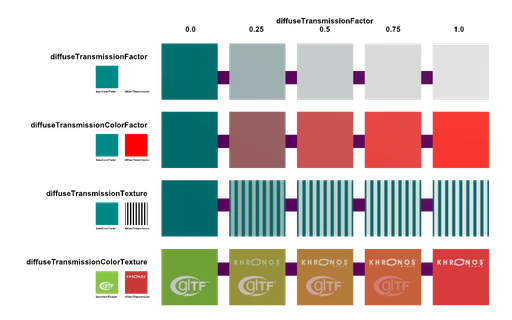 diffuseTransmissionFactor
0.0 0.25 0.5 0.75 1.0
diffuseTransmissionFactor
diffuseTransmissionColorFactor
diffuseTransmissionTexture
diffuseTransmissionColorTexture
KHRONOS
KHRONOS KHRONOS KHRONOS KHRONOS
glTF glTF glTF glTF